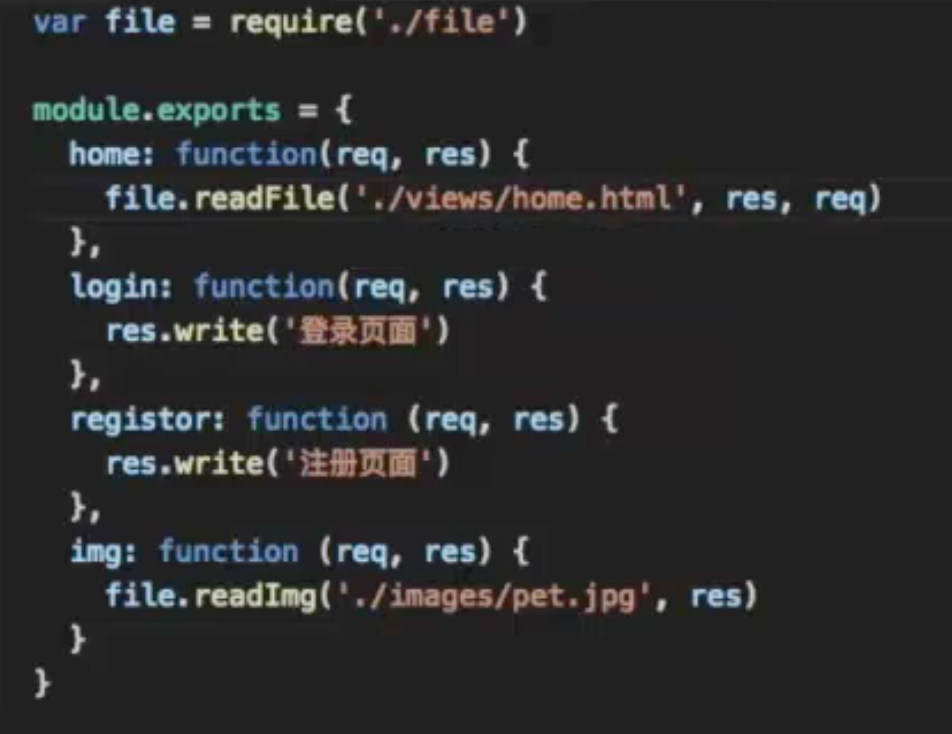 var file = require('./file')
module.exports = {
home: function(req, res) {
file.readFile('./views/home.html', res, req)
},
login: function(req, res) {
res.write('登录页面')
},
registor: function (req, res) {
res.write('注册页面')
},
img: function (req, res) {
file.readImg('./images/pet.jpg', res)
}
}